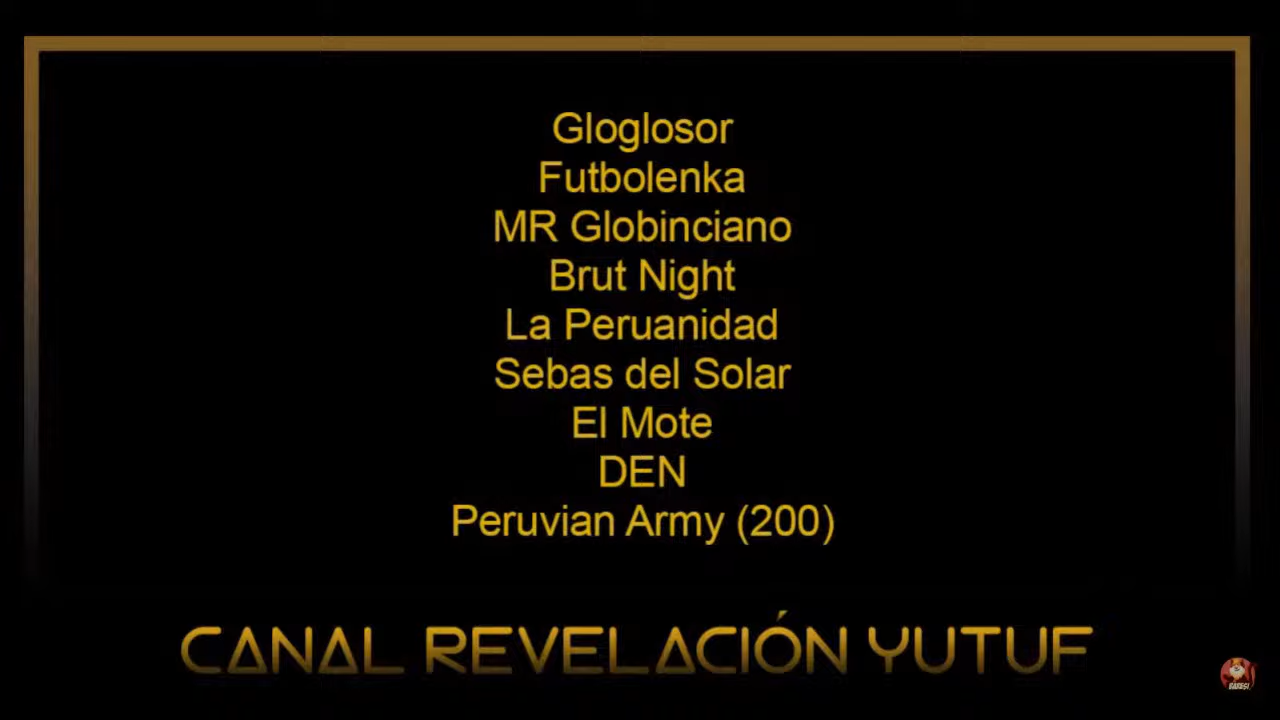 Gloglosor
Futbolenka
MR Globinciano
Brut Night
La Peruanidad
Sebas del Solar
El Mote
DEN
Peruvian Army (200)
CANAL REVELACIÓN YUTUF